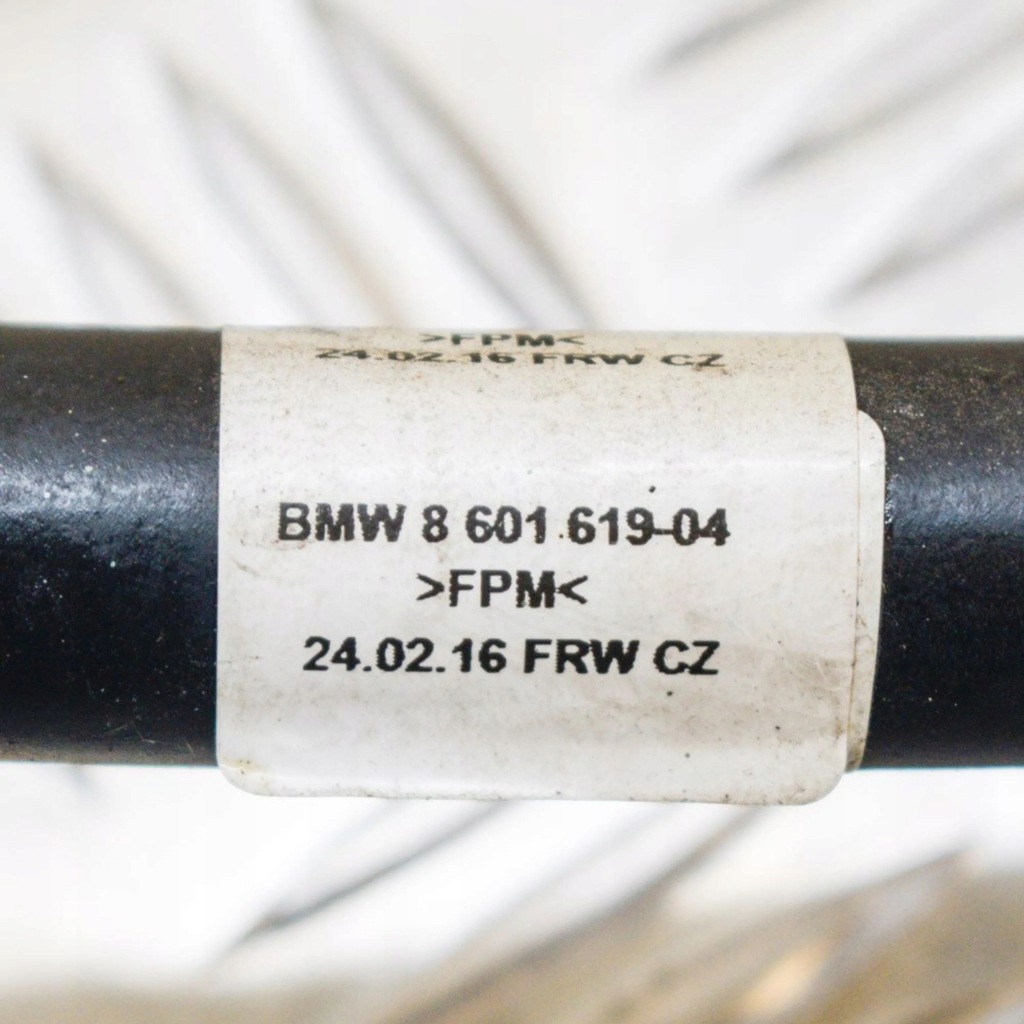 >FPM<
24.02.16 FRW CZ
BMW 8 601 619-04
>FPM<
24.02.16 FRW CZ